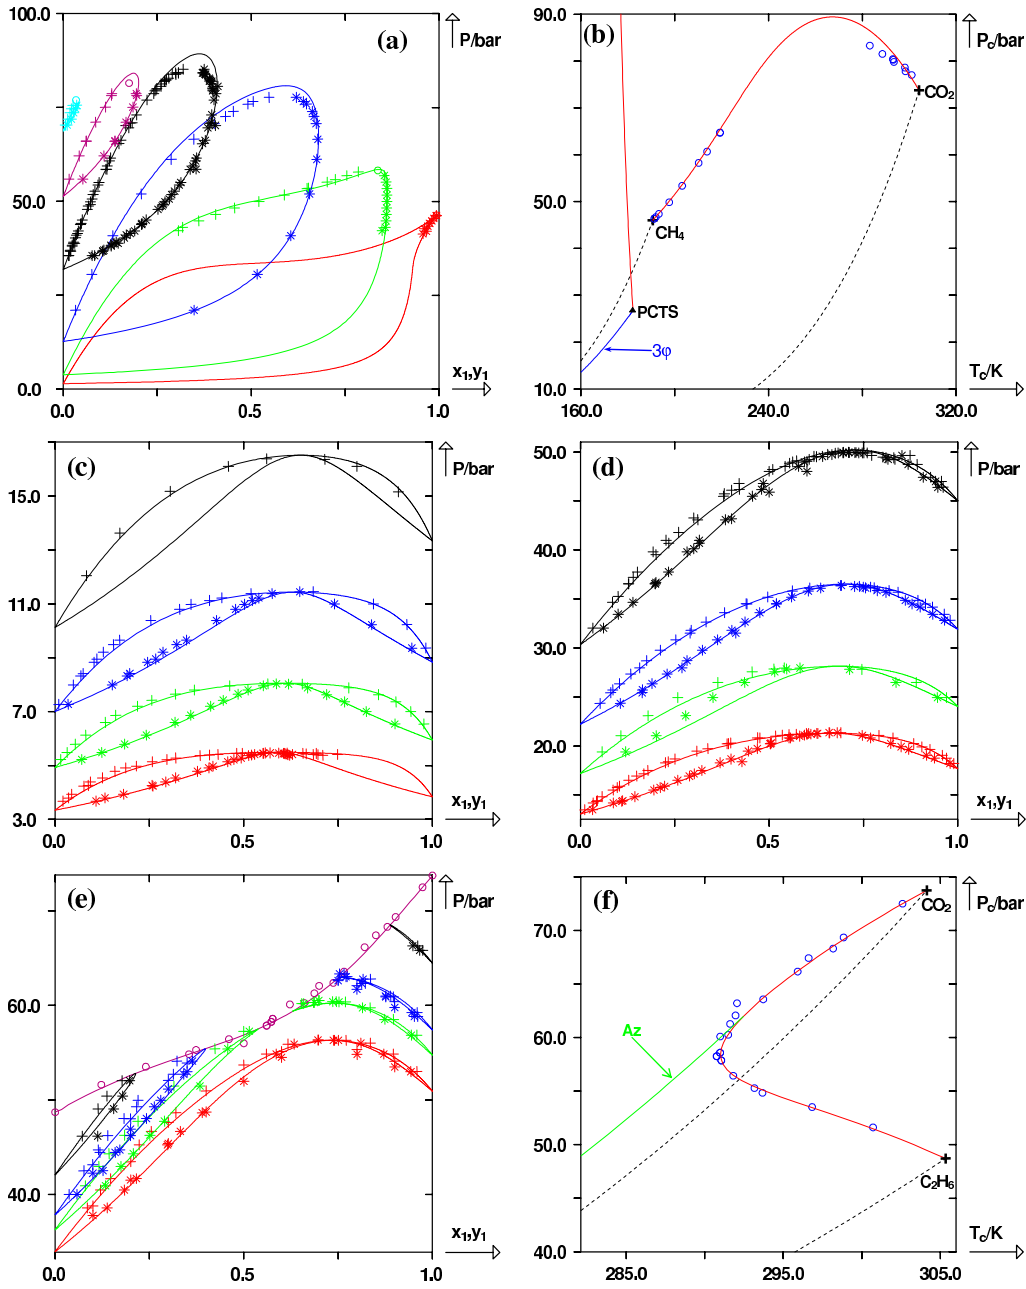 100.0
P/bar
(a)
50.0
0.0
x₁,y₁
0.0
0.5
1.0
90.0
(b)
P_c/bar
CO₂
50.0
CH₄
PCTS
3φ
10.0
T_c/K
160.0
240.0
320.0
(c)
P/bar
15.0
11.0
7.0
3.0
x₁,y₁
0.0
0.5
1.0
50.0
(d)
P/bar
40.0
30.0
20.0
x₁,y₁
0.0
0.5
1.0
(e)
P/bar
60.0
40.0
x₁,y₁
0.0
0.5
1.0
(f)
CO₂
P_c/bar
70.0
Az
60.0
50.0
C₂H₆
40.0
T_c/K
285.0
295.0
305.0